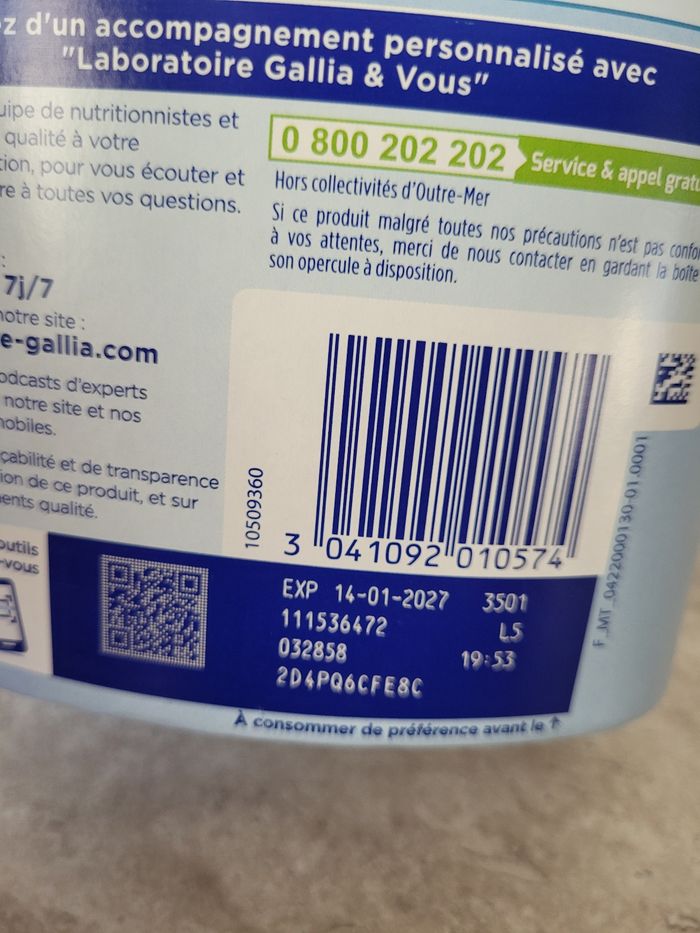 z d'un accompagnement personnalisé avec
"Laboratoire Gallia & Vous"
uipe de nutritionnistes et
qualité à votre
tion, pour vous écouter et
re à toutes vos questions.
:
7j/7
notre site :
e-gallia.com
odcasts d'experts
notre site et nos
mobiles.
çabilité et de transparence
ion de ce produit, et sur
ents qualité.
outils
-vous
0 800 202 202 Service & appel gratu
Hors collectivités d'Outre-Mer
Si ce produit malgré toutes nos précautions n'est pas confor
à vos attentes, merci de nous contacter en gardant la boîte
son opercule à disposition.
10509360
3 041092 010574
F_MT_0422000130-01.0001
EXP 14-01-2027 3501
111536472 L5
032858 19:53
2D4PQ6CFE8C
À consommer de préférence avant le ↑